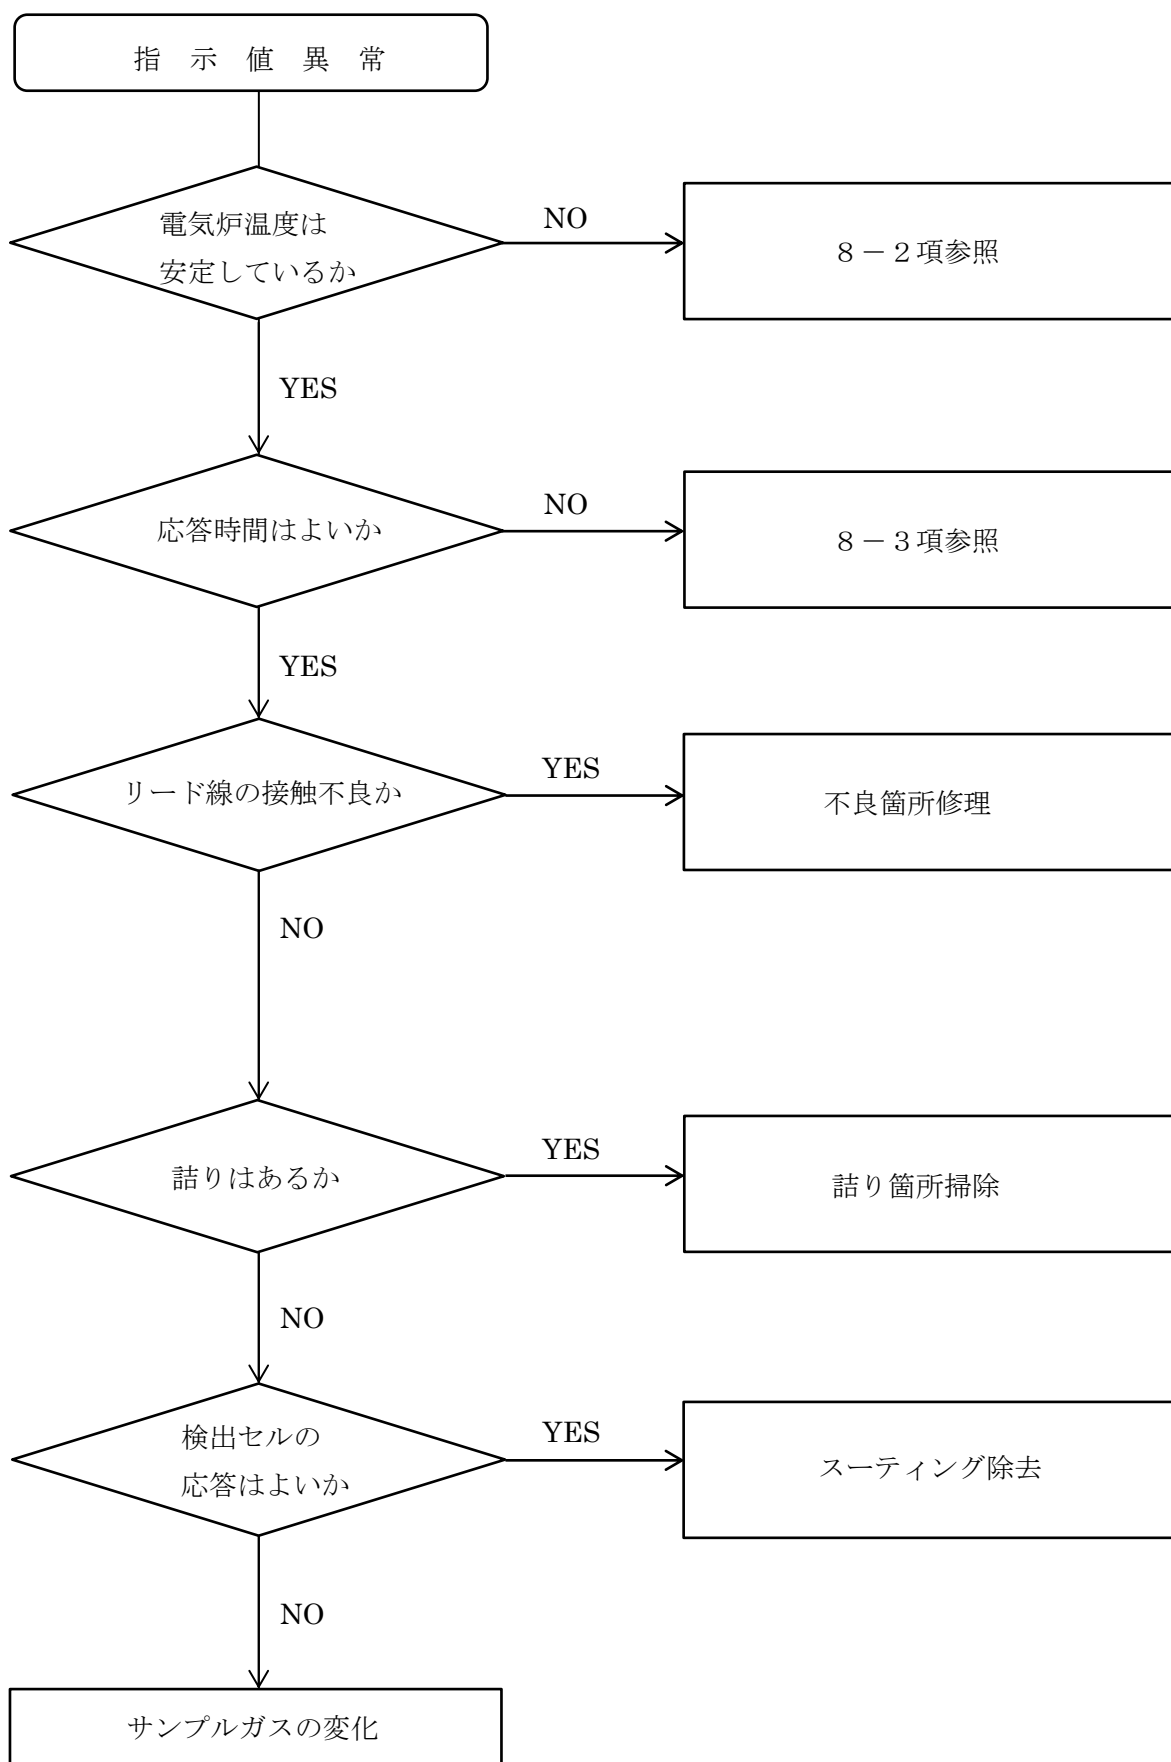 指示値異常
電気炉温度は
安定しているか
NO
８－２項参照
YES
応答時間はよいか
NO
８－３項参照
YES
リード線の接触不良か
YES
不良箇所修理
NO
詰りはあるか
YES
詰り箇所掃除
NO
検出セルの
応答はよいか
YES
スーティング除去
NO
サンプルガスの変化